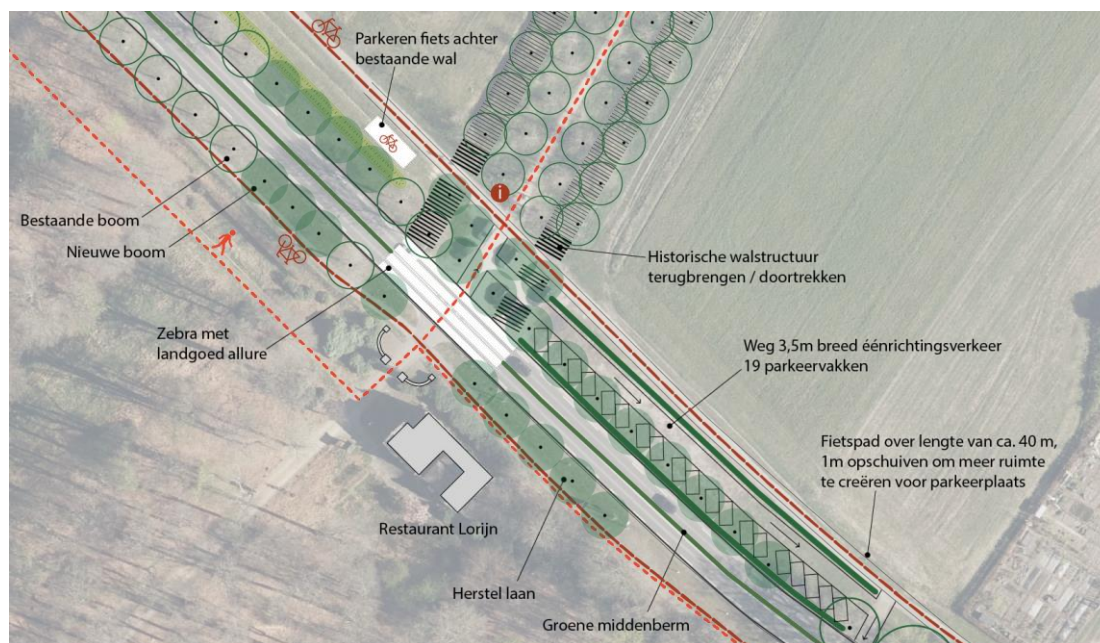 Parkeren fiets achter
bestaande wal
i
Bestaande boom
Nieuwe boom
Historische walstructuur
terugbrengen / doortrekken
Zebra met
landgoed allure
Weg 3,5m breed éénrichtingsverkeer
19 parkeervakken
Fietspad over lengte van ca. 40 m,
1m opschuiven om meer ruimte
te creëren voor parkeerplaats
Restaurant Lorijn
Herstel laan
Groene middenberm